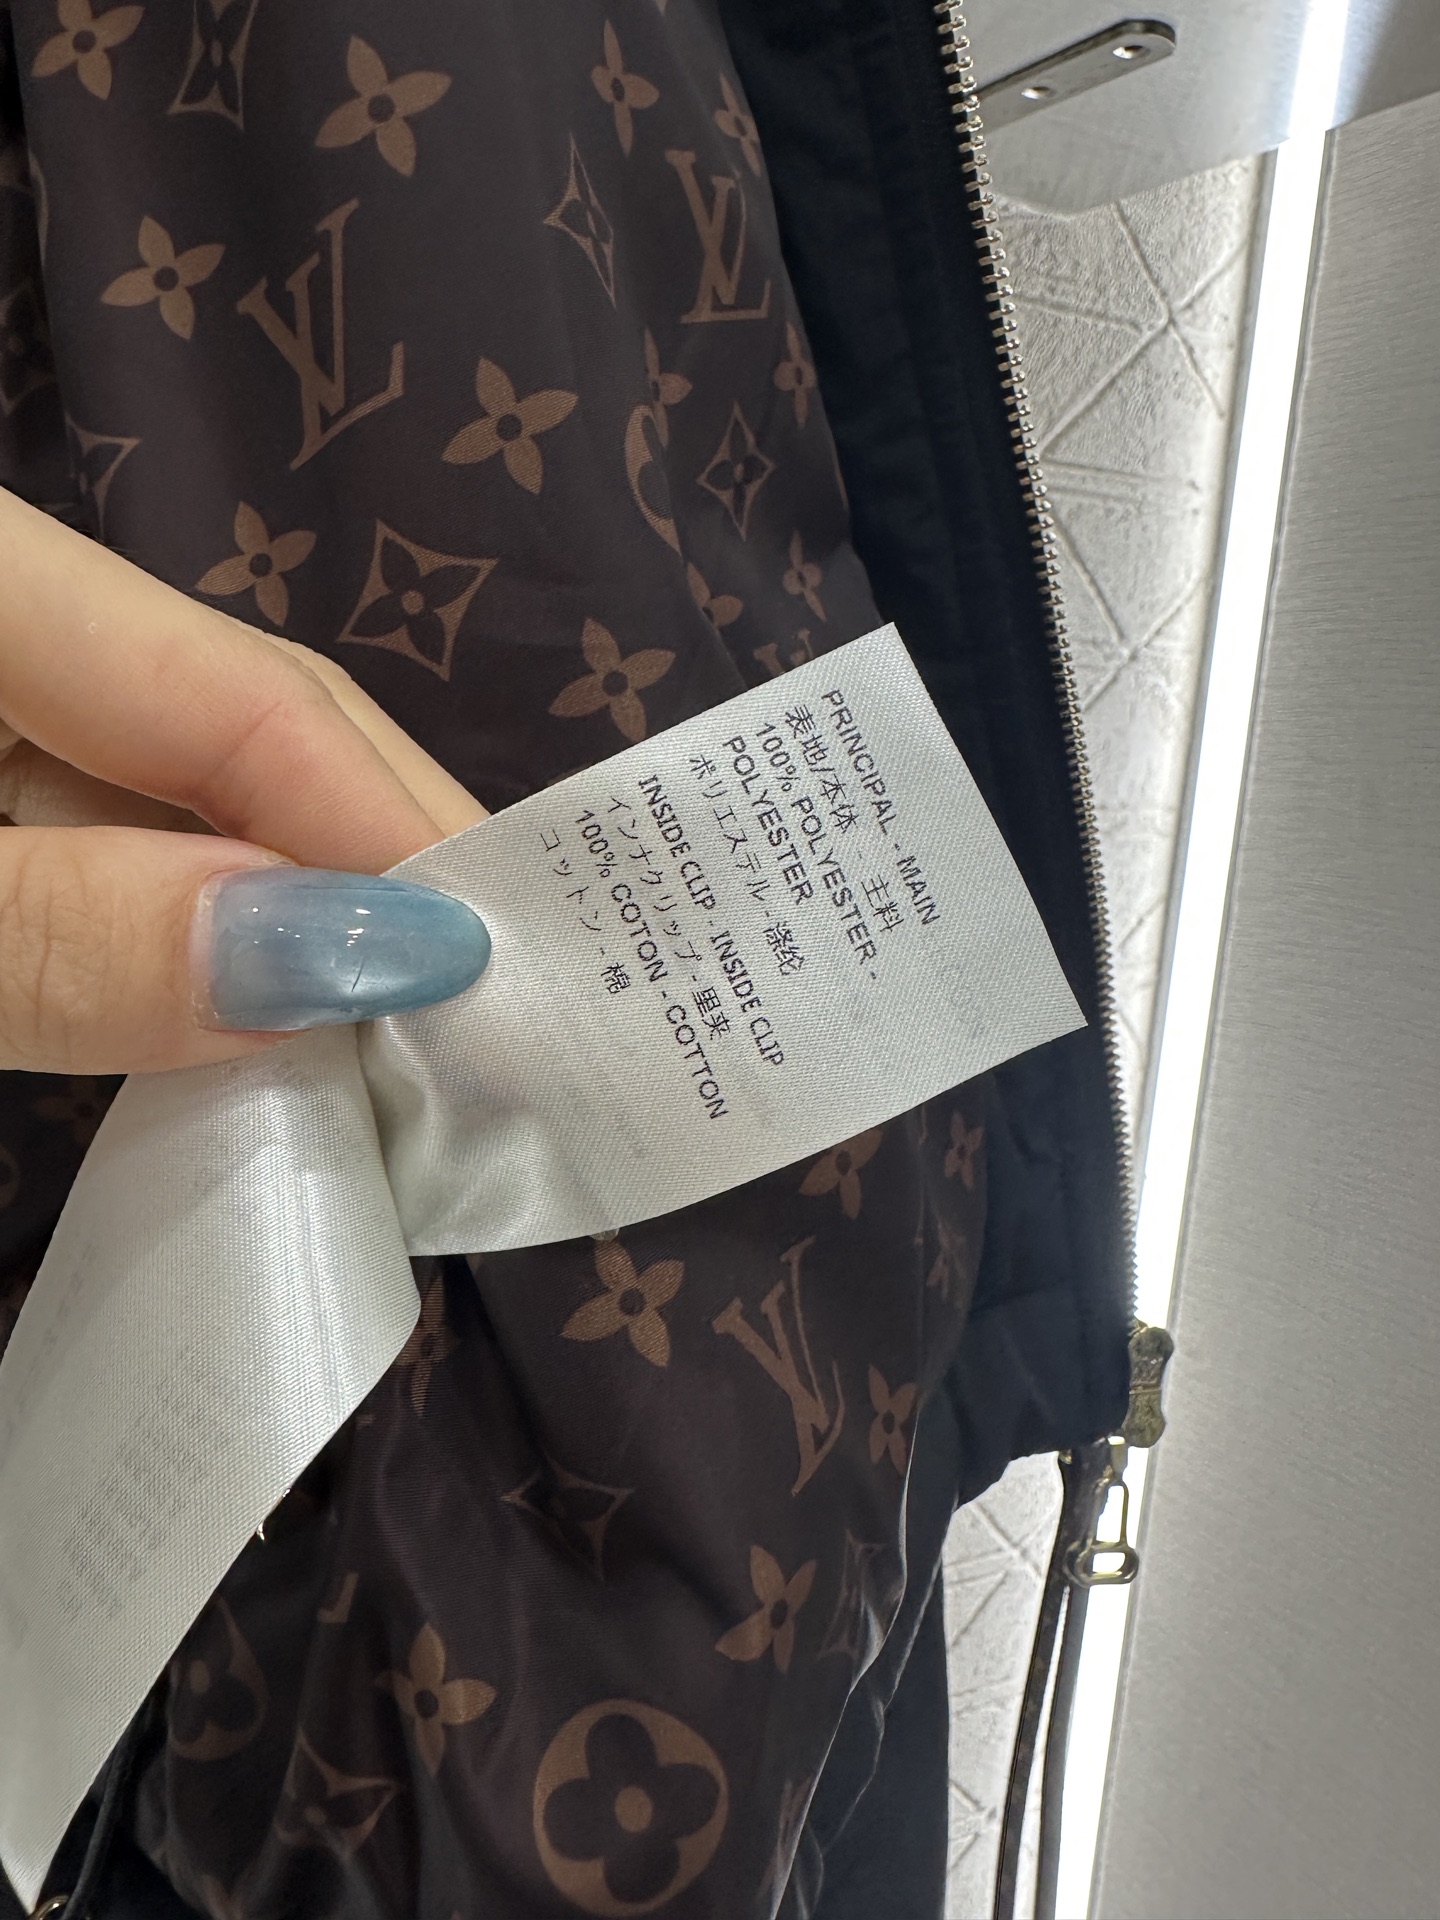 PRINCIPAL - MAIN
表地/本体 - 主料
100% POLYESTER -
POLYESTER
ポリエステル - 涤纶
INSIDE CLIP - INSIDE CLIP
インナクリップ - 里夹
100% COTON - COTTON
コットン - 棉